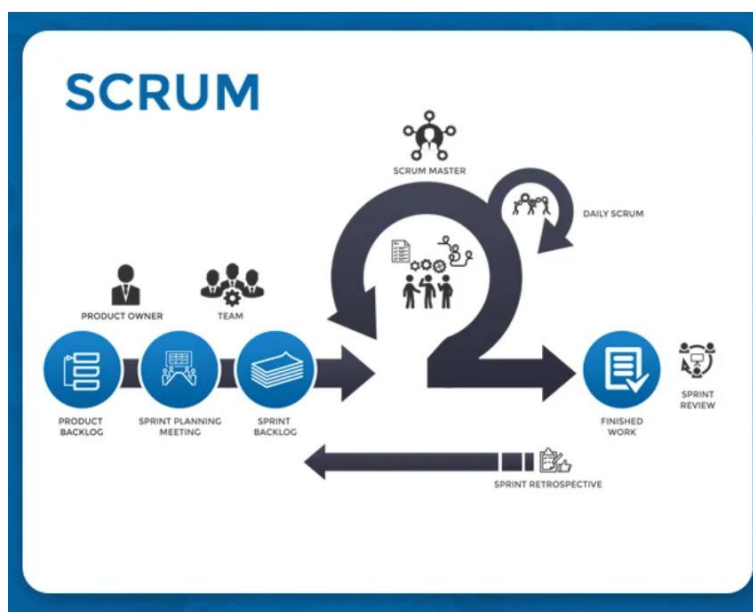 SCRUM
SCRUM MASTER
DAILY SCRUM
PRODUCT OWNER
TEAM
PRODUCT
BACKLOG
SPRINT PLANNING
MEETING
SPRINT
BACKLOG
FINISHED
WORK
SPRINT
REVIEW
SPRINT RETROSPECTIVE